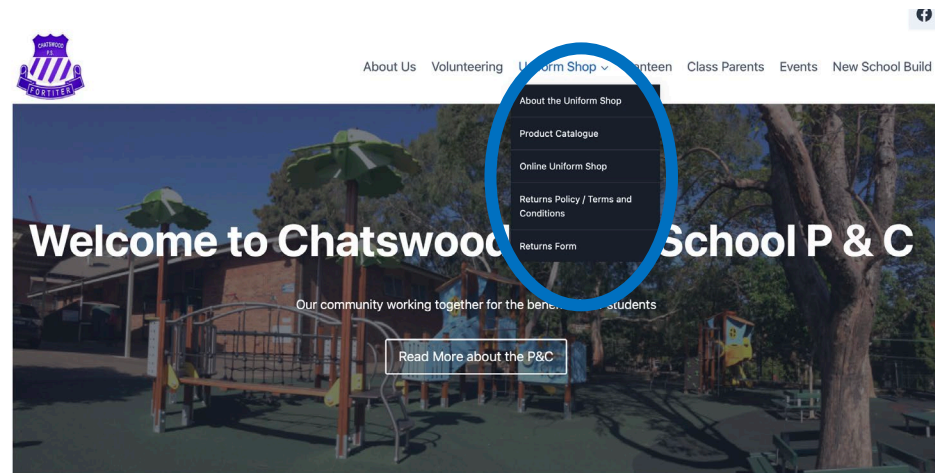 CHATSWOOD
P.S.
FORTITER
About Us Volunteering Uniform Shop Canteen Class Parents Events New School Build
About the Uniform Shop
Product Catalogue
Online Uniform Shop
Returns Policy / Terms and
Conditions
Returns Form
Welcome to Chatswood School P & C
Our community working together for the students
Read More about the P&C